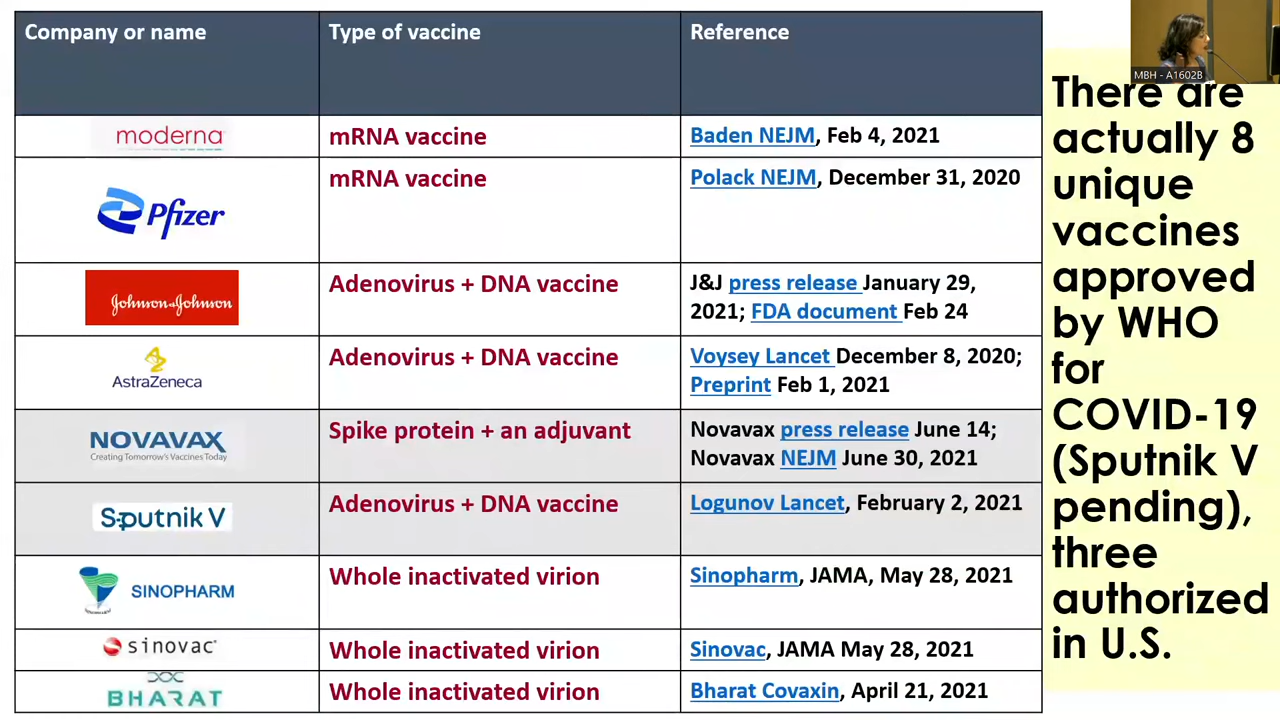 Company or name Type of vaccine Reference
moderna mRNA vaccine Baden NEJM, Feb 4, 2021
Pfizer mRNA vaccine Polack NEJM, December 31, 2020
Johnson & Johnson Adenovirus + DNA vaccine J&J press release January 29,
2021; FDA document Feb 24
AstraZeneca Adenovirus + DNA vaccine Voysey Lancet December 8, 2020;
Preprint Feb 1, 2021
NOVAVAX Spike protein + an adjuvant Novavax press release June 14;
Creating Tomorrow's Vaccines Today Novavax NEJM June 30, 2021
Sputnik V Adenovirus + DNA vaccine Logunov Lancet, February 2, 2021
SINOPHARM Whole inactivated virion Sinopharm, JAMA, May 28, 2021
sinovac Whole inactivated virion Sinovac, JAMA May 28, 2021
BHARAT Whole inactivated virion Bharat Covaxin, April 21, 2021
MBH - A1602B
There are
actually 8
unique
vaccines
approved
by WHO
for
COVID-19
(Sputnik V
pending),
three
authorized
in U.S.